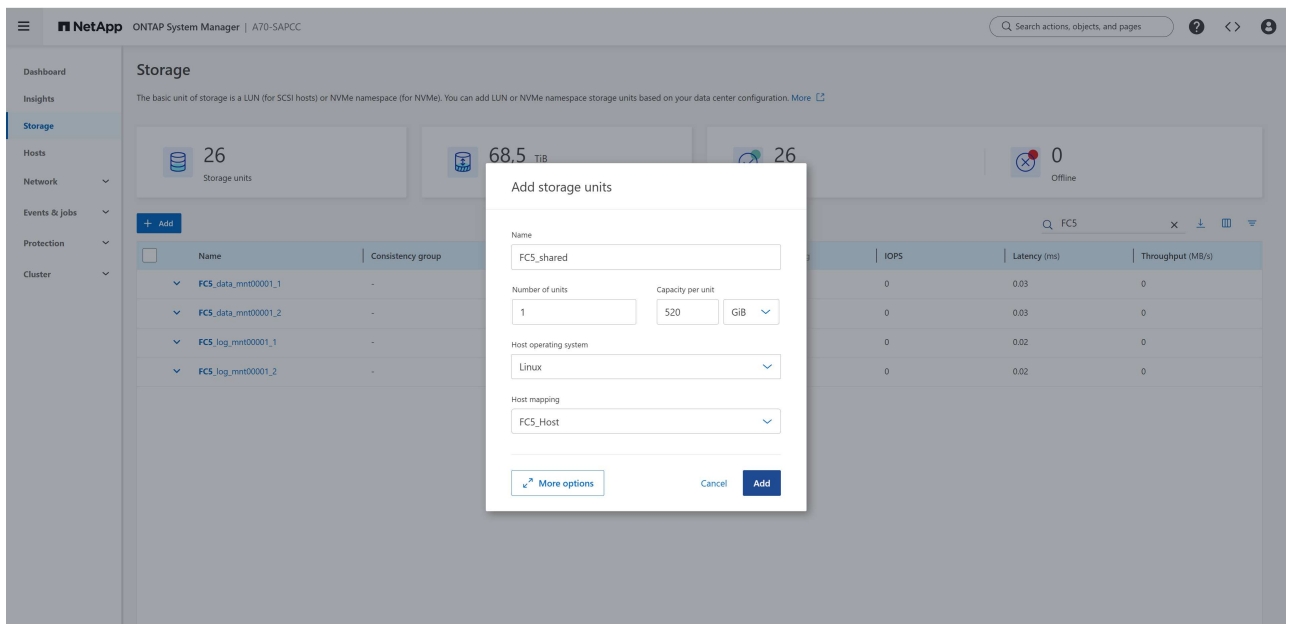 NetApp ONTAP System Manager | A70-SAPCC
Search actions, objects, and pages
Dashboard
Insights
Storage
Hosts
Network
Events & jobs
Protection
Cluster
Storage
The basic unit of storage is a LUN (for SCSI hosts) or NVMe namespace (for NVMe). You can add LUN or NVMe namespace storage units based on your data center configuration. More
26
Storage units
68,5 TiB
26
0
Offline
+ Add
FC5
Name
Consistency group
IOPS
Latency (ms)
Throughput (MB/s)
FC5_data_mnt00001_1 - 0 0.03 0
FC5_data_mnt00001_2 - 0 0.03 0
FC5_log_mnt00001_1 - 0 0.02 0
FC5_log_mnt00001_2 - 0 0.02 0
Add storage units
Name
FC5_shared
Number of units
Capacity per unit
1
520
GiB
Host operating system
Linux
Host mapping
FC5_Host
More options
Cancel
Add